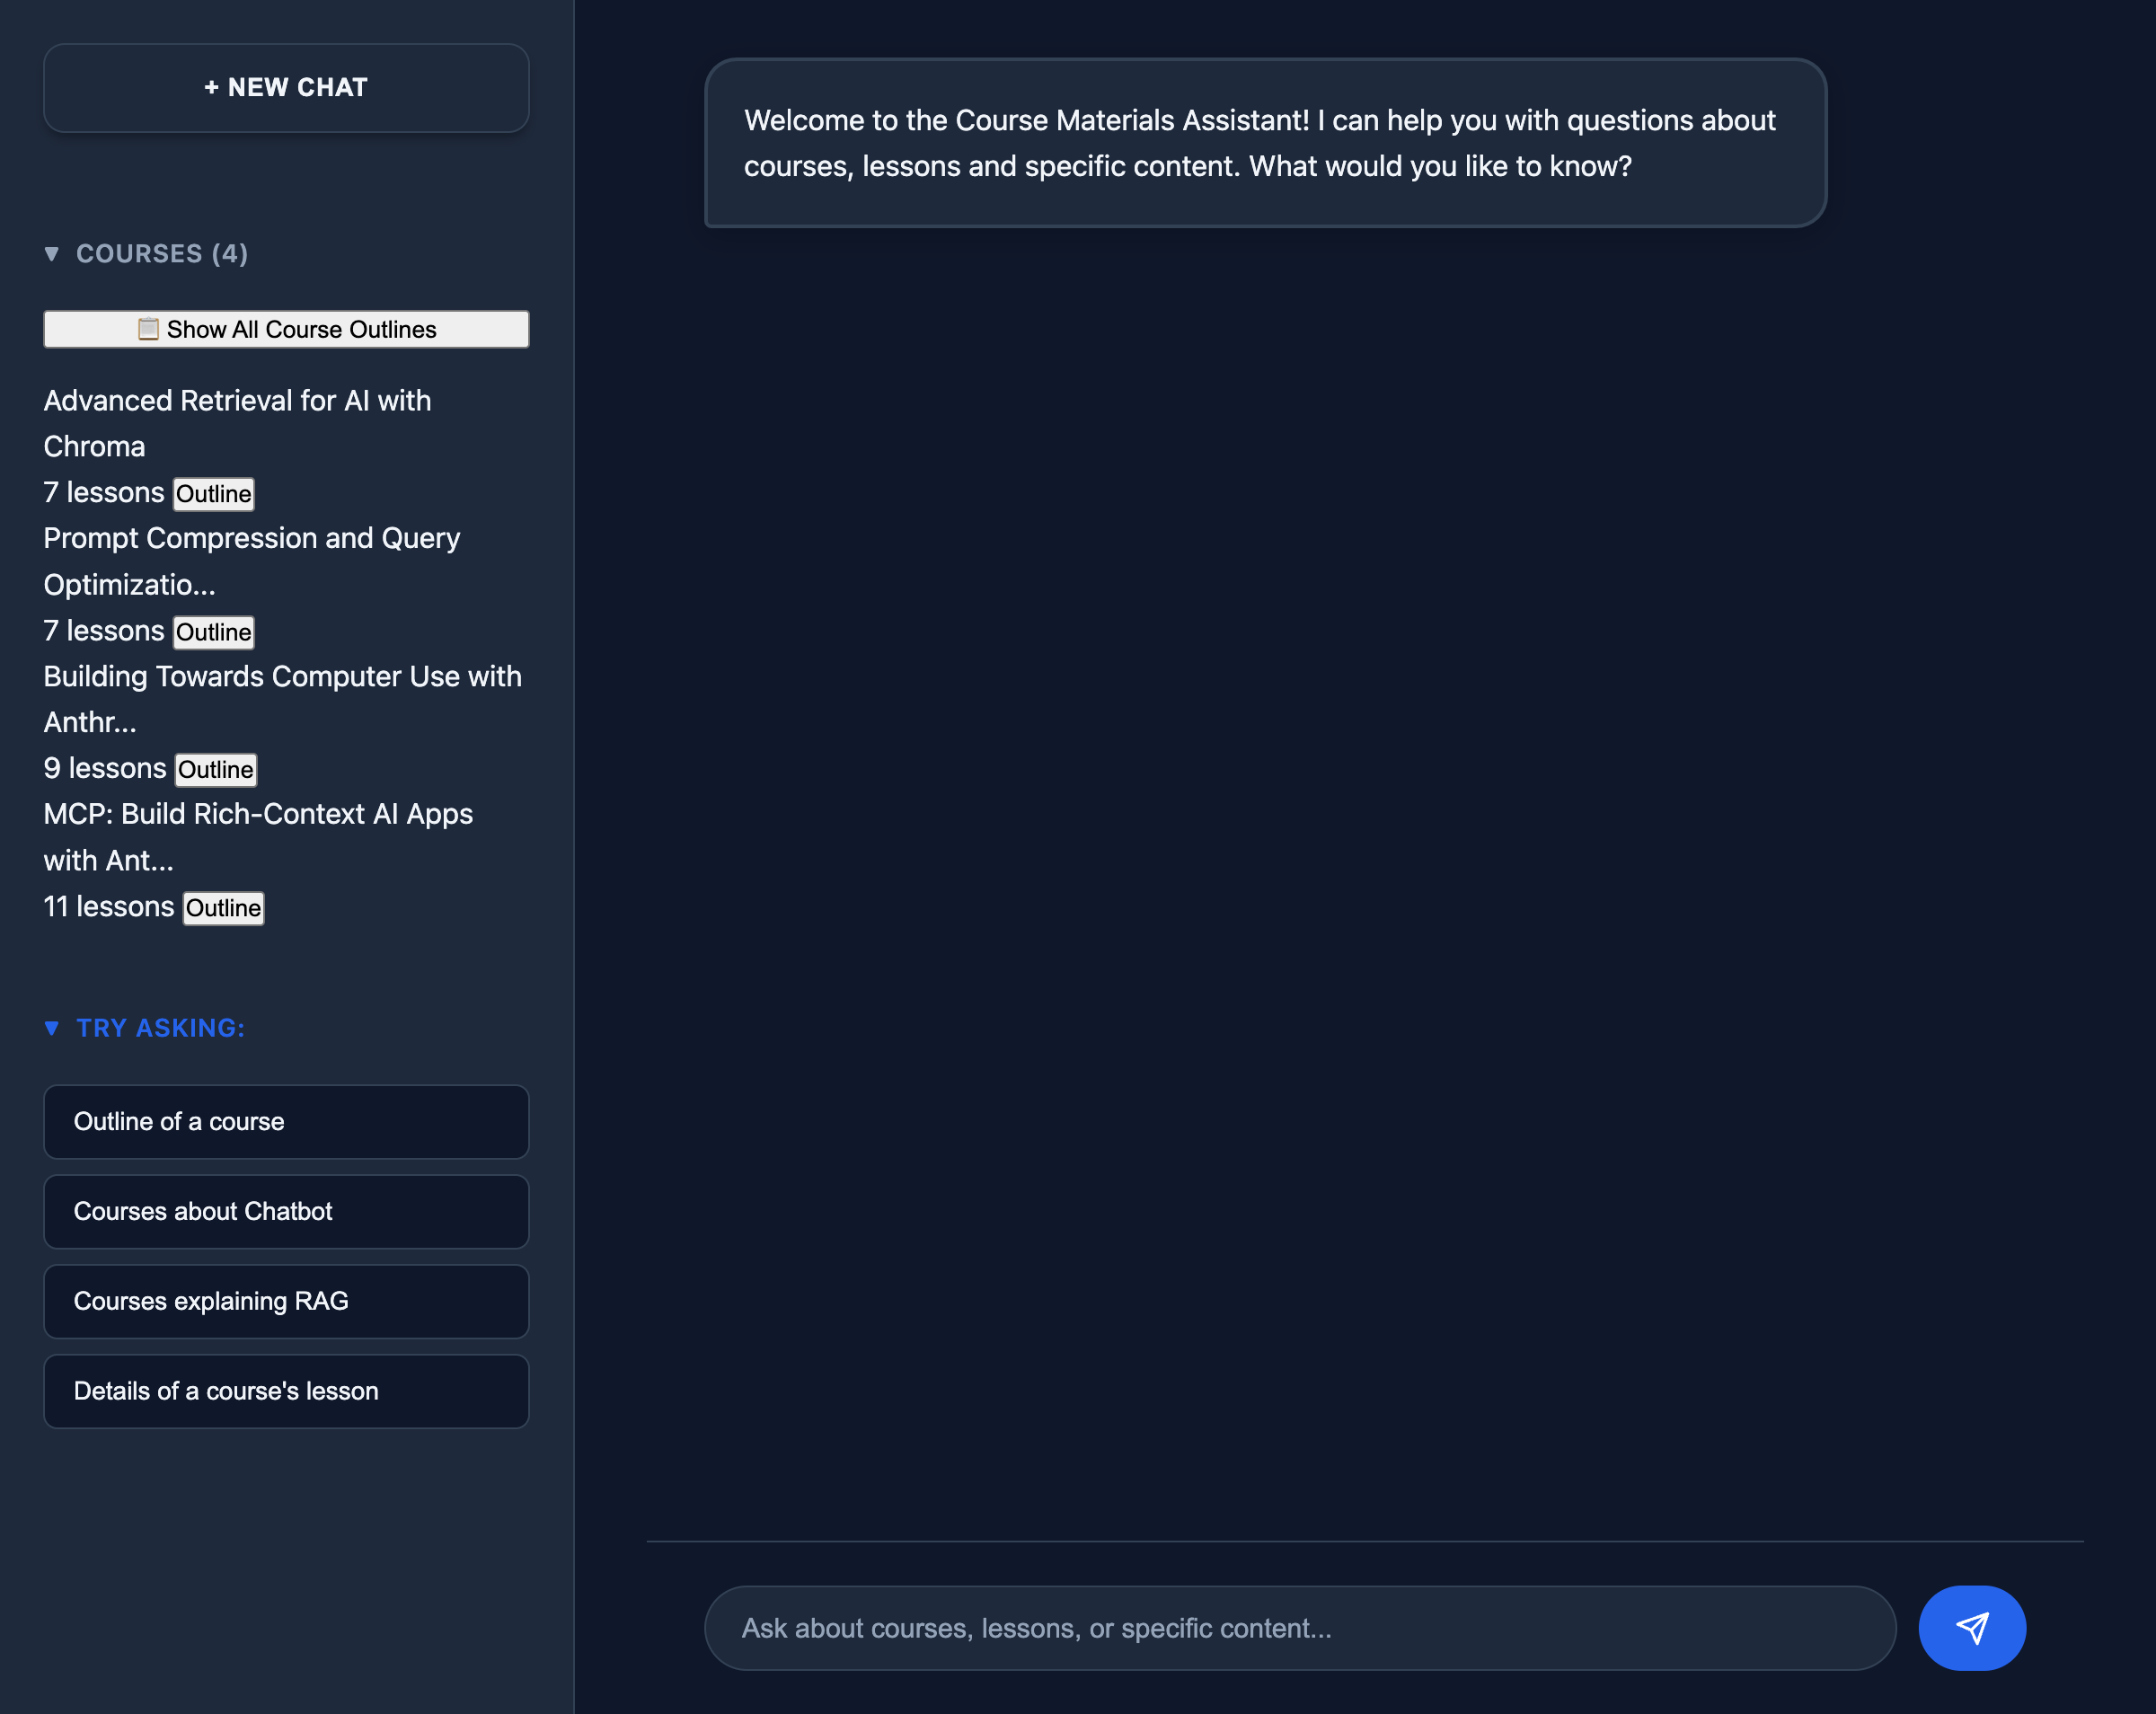 + NEW CHAT
▼ COURSES (4)
📋 Show All Course Outlines
Advanced Retrieval for AI with
Chroma
7 lessons Outline
Prompt Compression and Query
Optimizatio...
7 lessons Outline
Building Towards Computer Use with
Anthr...
9 lessons Outline
MCP: Build Rich-Context AI Apps
with Ant...
11 lessons Outline
▼ TRY ASKING:
Outline of a course
Courses about Chatbot
Courses explaining RAG
Details of a course's lesson
Welcome to the Course Materials Assistant! I can help you with questions about
courses, lessons and specific content. What would you like to know?
Ask about courses, lessons, or specific content...